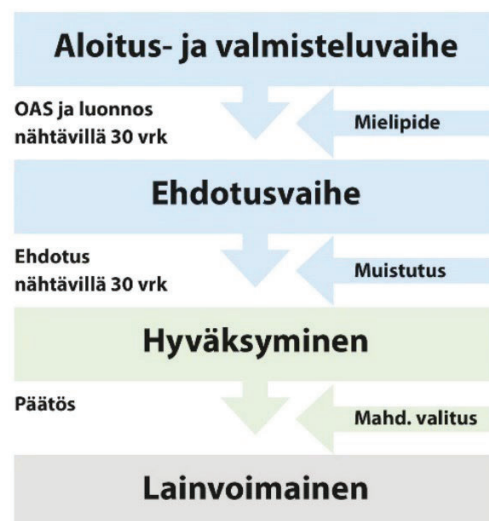 Aloitus- ja valmisteluvaihe
OAS ja luonnos
nähtävillä 30 vrk
Mielipide
Ehdotusvaihe
Ehdotus
nähtävillä 30 vrk
Muistutus
Hyväksyminen
Päätös
Mahd. valitus
Lainvoimainen